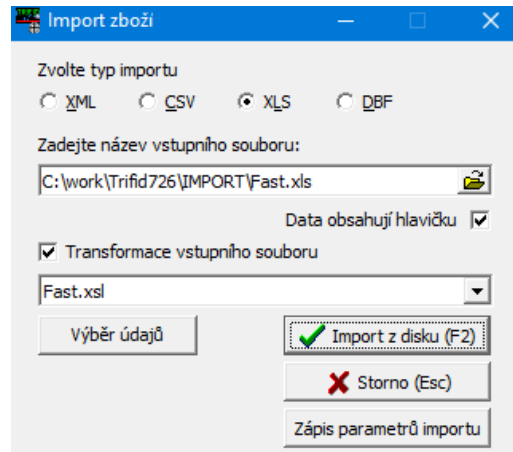 Import zboží
Zvolte typ importu
XML CSV XLS DBF
Zadejte název vstupního souboru:
C:\work\Trifid726\IMPORT\Fast.xls
Data obsahují hlavičku
Transformace vstupního souboru
Fast.xsl
Výběr údajů Import z disku (F2)
Storno (Esc)
Zápis parametrů importu